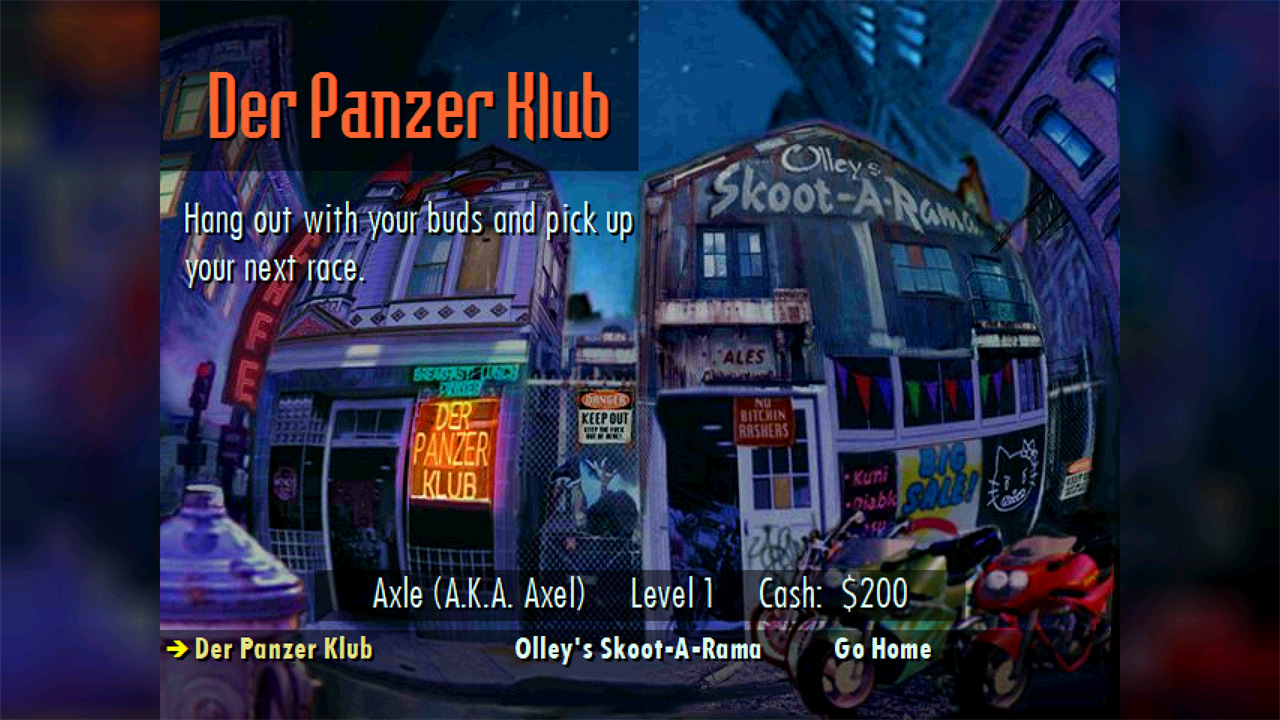 Der Panzer Klub
Hang out with your buds and pick up
your next race.
Olley's
Skoot-A-Rama
ALES
BREAKFAST LUNCH
DINNER
DER
PANZER
KLUB
DANGER
KEEP OUT
NO
BITCHIN
RASHERS
BIG
SALE!
• Kuni
• Diablo
Axle (A.K.A. Axel) Level 1 Cash: $200
➔ Der Panzer Klub Olley's Skoot-A-Rama Go Home